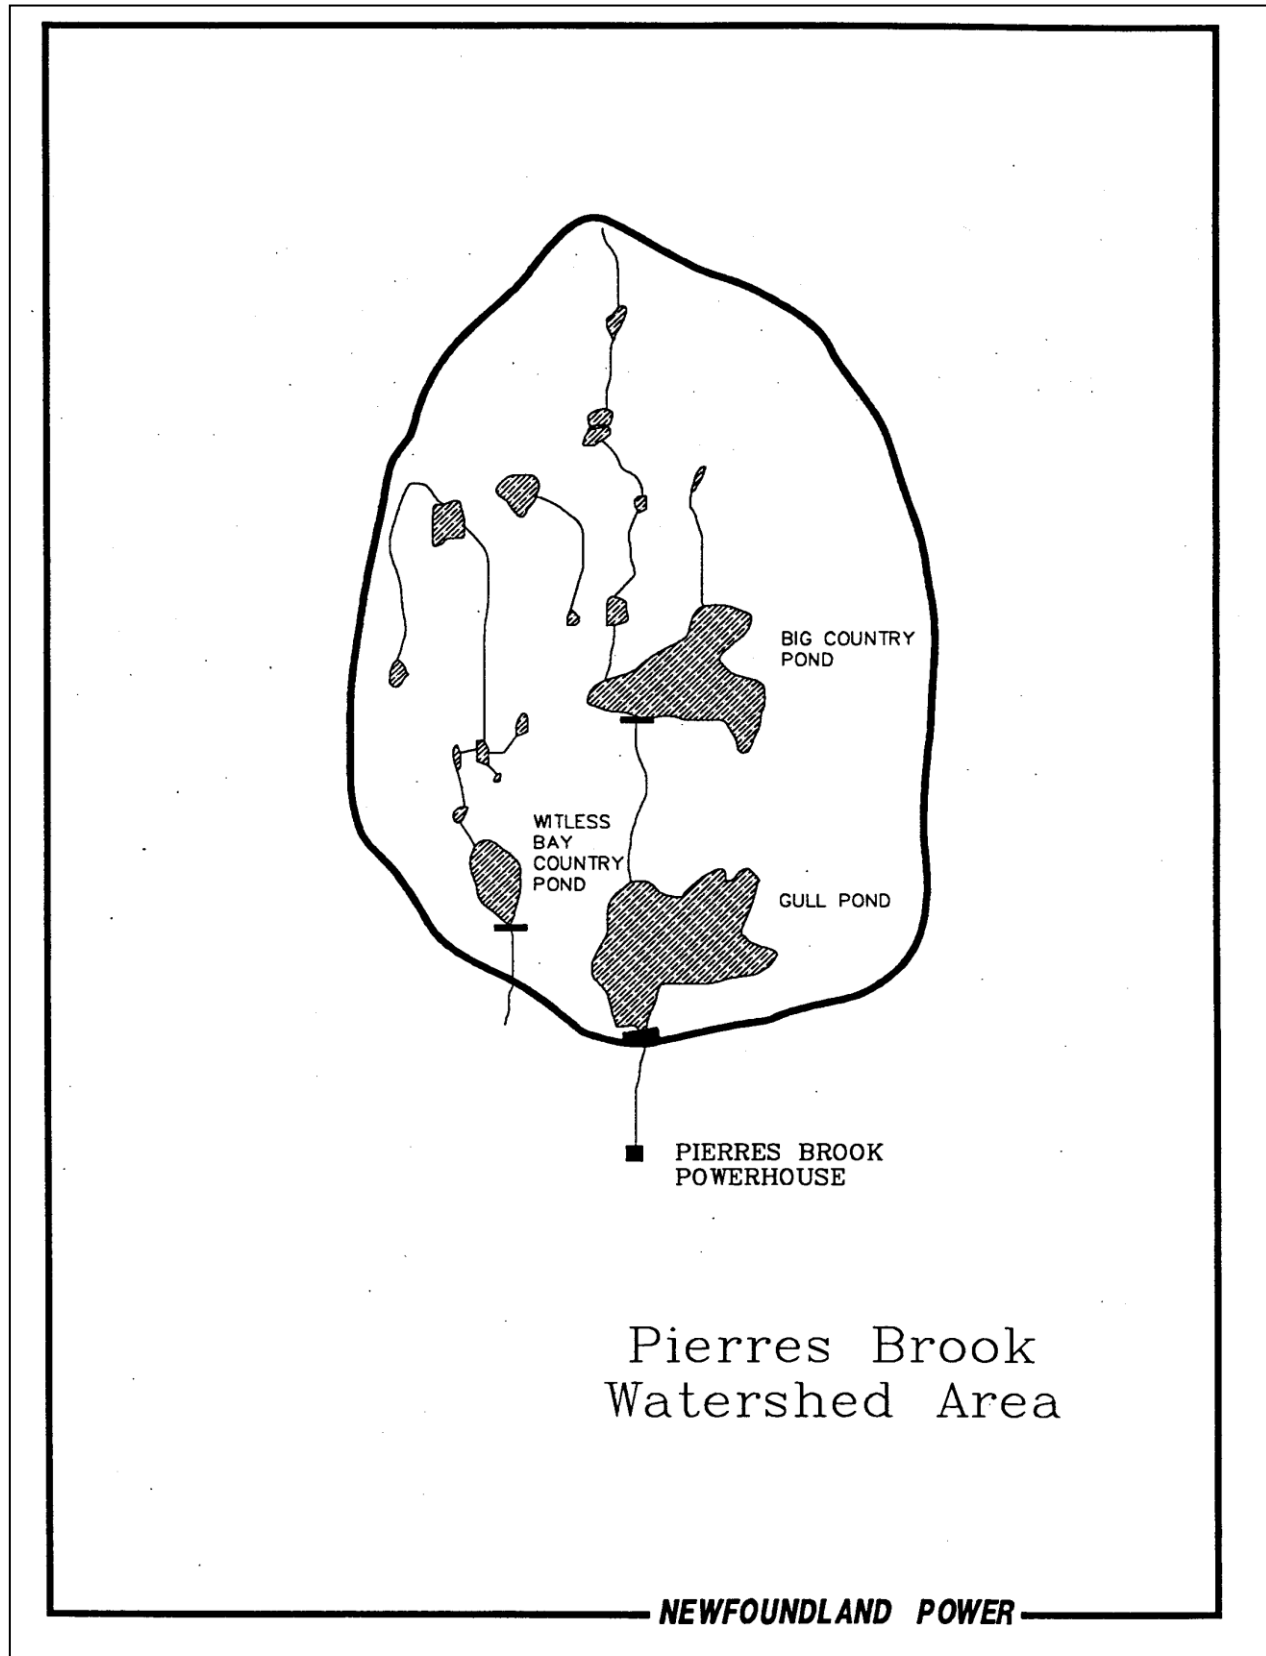 BIG COUNTRY
POND
WITLESS
BAY
COUNTRY
POND
GULL POND
PIERRES BROOK
POWERHOUSE
Pierres Brook
Watershed Area
NEWFOUNDLAND POWER